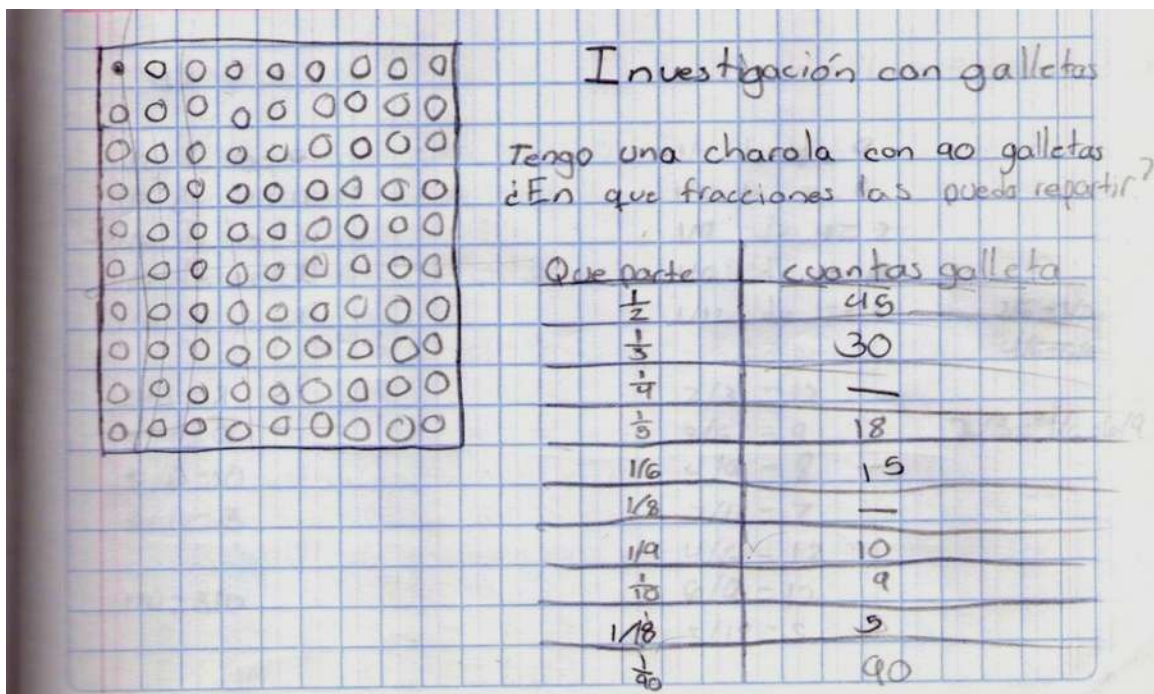 Investigación con galletas
Tengo una charola con 90 galletas
¿En que fracciones las puedo repartir?
Que parte cuantas galleta
1/2 45
1/3 30
1/4 —
1/5 18
1/6 15
1/8 —
1/9 10
1/10 9
1/18 5
1/90 90